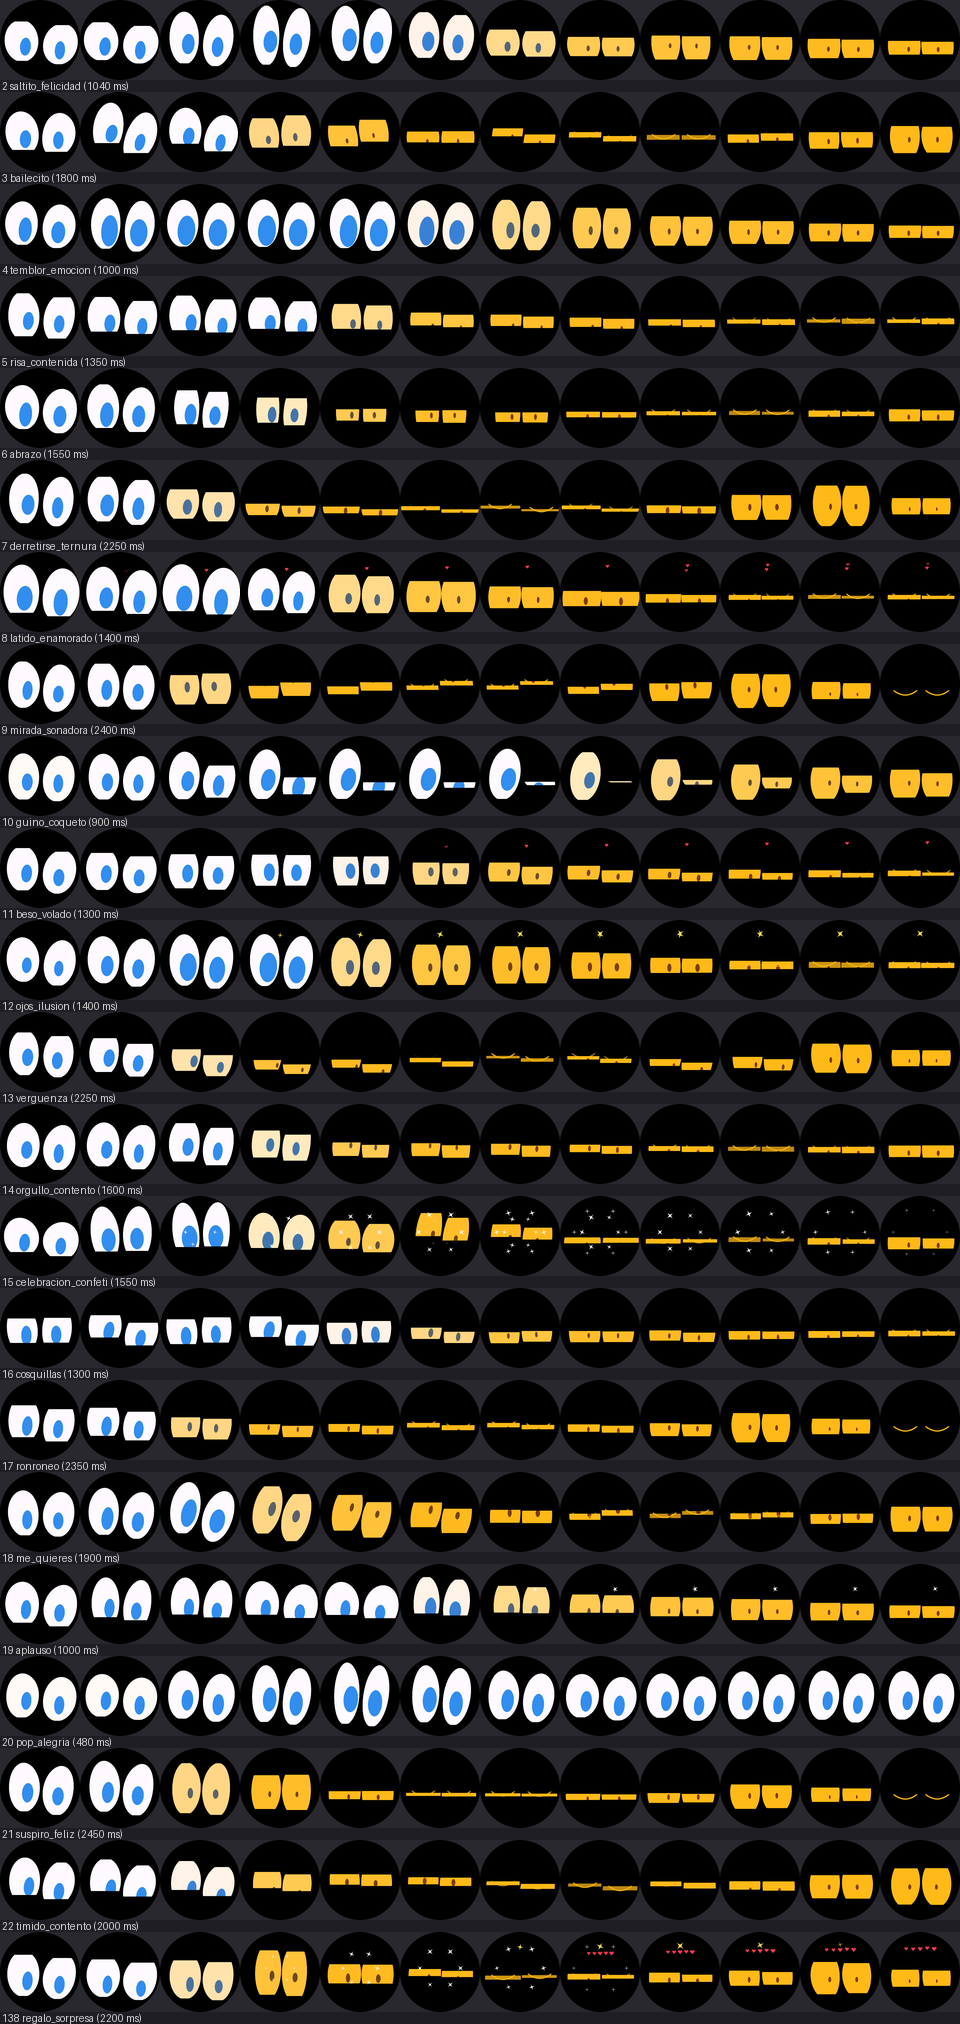 2 saltito_felicidad (1040 ms)
3 bailecito (1800 ms)
4 temblor_emocion (1000 ms)
5 risa_contenida (1350 ms)
6 abrazo (1550 ms)
7 derretirse_ternura (2250 ms)
8 latido_enamorado (1400 ms)
9 mirada_sonadora (2400 ms)
10 guino_coqueto (900 ms)
11 beso_volado (1300 ms)
12 ojos_ilusion (1400 ms)
13 verguenza (2250 ms)
14 orgullo_contento (1600 ms)
15 celebracion_confeti (1550 ms)
16 cosquillas (1300 ms)
17 ronroneo (2350 ms)
18 me_quieres (1900 ms)
19 aplauso (1000 ms)
20 pop_alegria (480 ms)
21 suspiro_feliz (2450 ms)
22 timido_contento (2000 ms)
138 regalo_sorpresa (2200 ms)